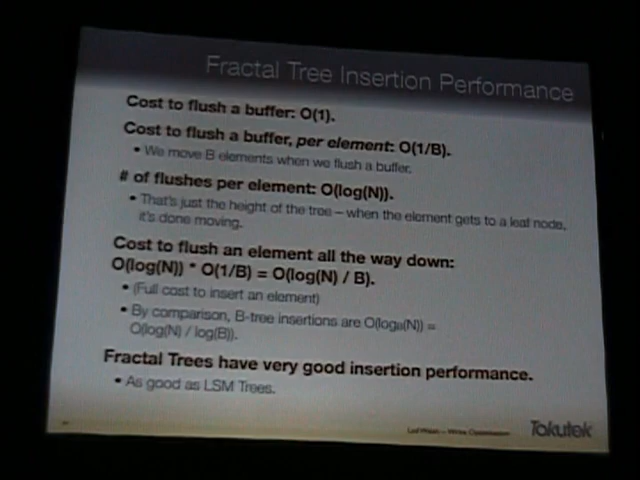 Fractal Tree Insertion Performance
Cost to flush a buffer: O(1).
Cost to flush a buffer, per element: O(1/B).
• We move B elements when we flush a buffer.
# of flushes per element: O(log(N)).
• That's just the height of the tree – when the element gets to a leaf node,
it's done moving.
Cost to flush an element all the way down:
O(log(N)) * O(1/B) = O(log(N) / B).
• (Full cost to insert an element)
• By comparison, B-tree insertions are O(logB(N)) =
O(log(N) / log(B)).
Fractal Trees have very good insertion performance.
• As good as LSM Trees.
Tokutek